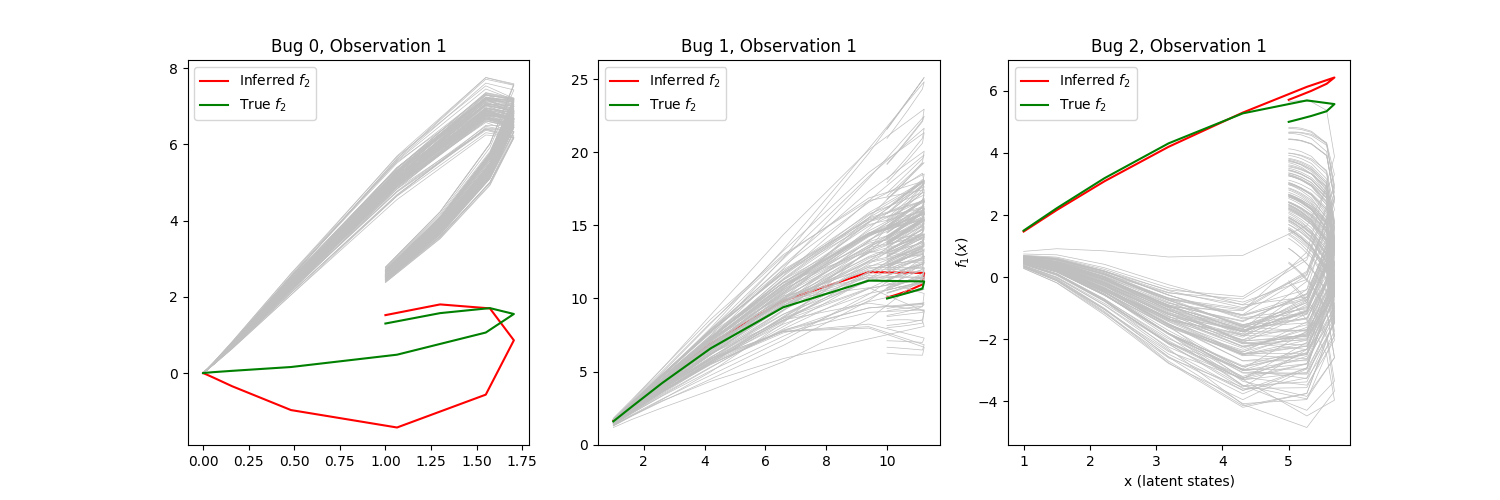 Bug 0, Observation 1
Inferred f₂
True f₂
8
6
4
2
0
0.00 0.25 0.50 0.75 1.00 1.25 1.50 1.75
Bug 1, Observation 1
Inferred f₂
True f₂
25
20
15
10
5
0
2 4 6 8 10
Bug 2, Observation 1
Inferred f₂
True f₂
f₁(x)
6
4
2
0
−2
−4
1 2 3 4 5
x (latent states)